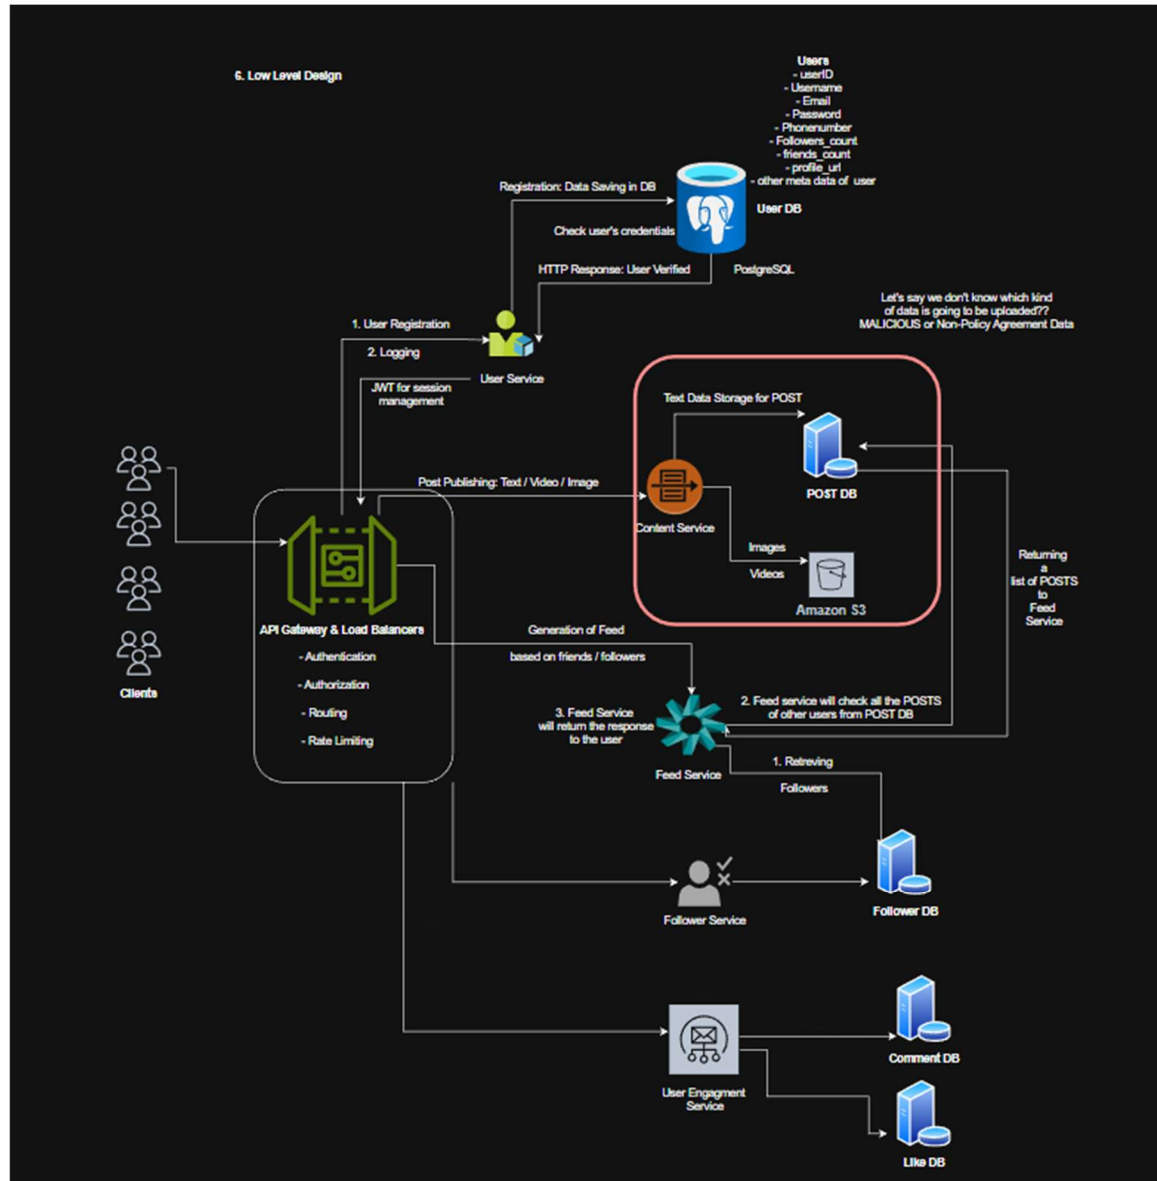 6. Low Level Design
Users
- userID
- Username
- Email
- Password
- Phonenumber
- Followers_count
- friends_count
- profile_url
- other meta data of user
User DB
PostgreSQL
Registration: Data Saving in DB
Check user's credentials
HTTP Response: User Verified
Let's say we don't know which kind
of data is going to be uploaded??
MALICIOUS or Non-Policy Agreement Data
1. User Registration
2. Logging
User Service
JWT for session
management
Text Data Storage for POST
POST DB
Post Publishing: Text / Video / Image
Content Service
Images
Videos
Amazon S3
Returning
a
list of POSTS
to
Feed
Service
API Gateway & Load Balancers
- Authentication
- Authorization
- Routing
- Rate Limiting
Clients
Generation of Feed
based on friends / followers
2. Feed service will check all the POSTS
of other users from POST DB
3. Feed Service
will return the response
to the user
Feed Service
1. Retreving
Followers
Follower Service
Follower DB
User Engagment
Service
Comment DB
Like DB